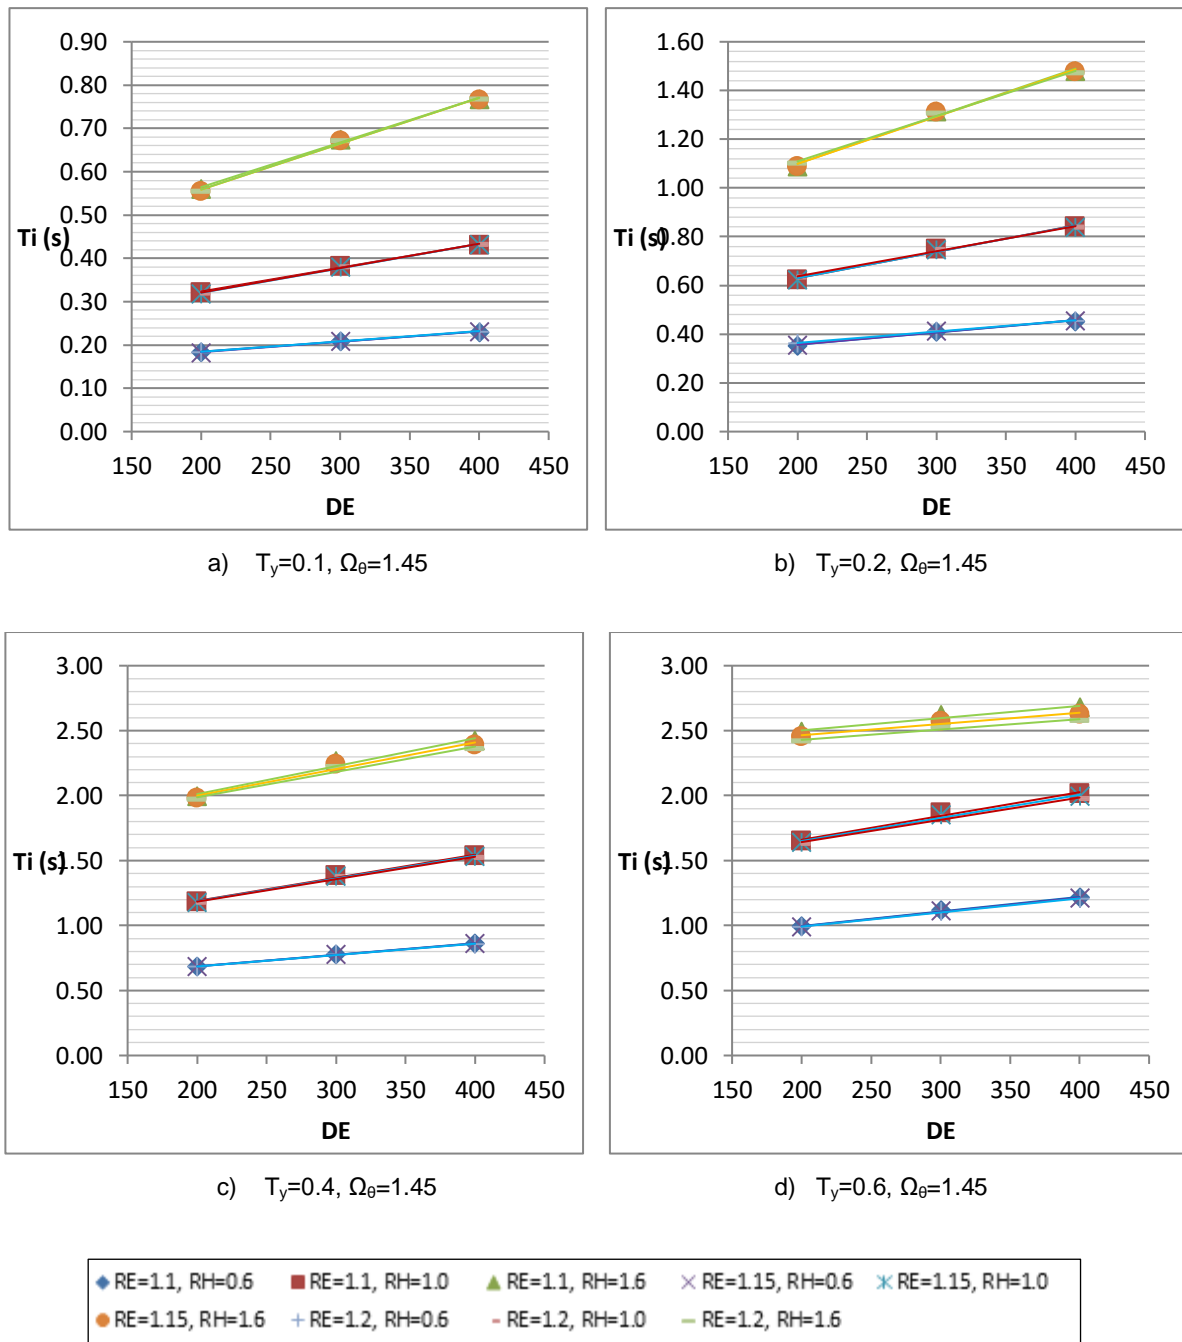 0.90
0.80
0.70
0.60
0.50
0.40
0.30
0.20
0.10
0.00
Ti (s)
150 200 250 300 350 400 450
DE
1.60
1.40
1.20
1.00
0.80
0.60
0.40
0.20
0.00
Ti (s)
150 200 250 300 350 400 450
DE
a) Ty=0.1, Ωθ=1.45
b) Ty=0.2, Ωθ=1.45
3.00
2.50
2.00
1.50
1.00
0.50
0.00
Ti (s)
150 200 250 300 350 400 450
DE
3.00
2.50
2.00
1.50
1.00
0.50
0.00
Ti (s)
150 200 250 300 350 400 450
DE
c) Ty=0.4, Ωθ=1.45
d) Ty=0.6, Ωθ=1.45
RE=1.1, RH=0.6 RE=1.1, RH=1.0 RE=1.1, RH=1.6 RE=1.15, RH=0.6 RE=1.15, RH=1.0
RE=1.15, RH=1.6 RE=1.2, RH=0.6 RE=1.2, RH=1.0 RE=1.2, RH=1.6